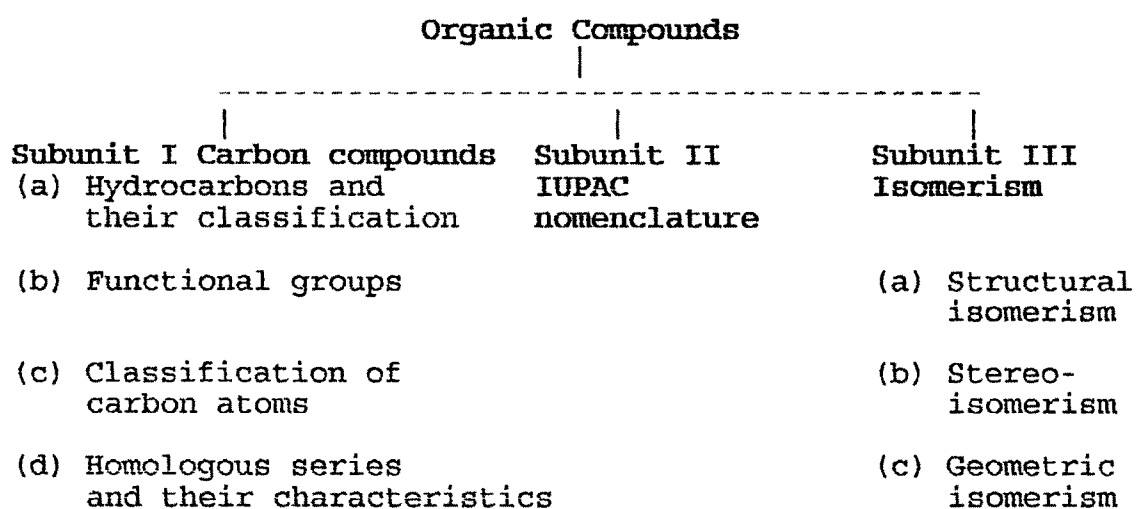 Organic Compounds
Subunit I Carbon compounds Subunit II Subunit III
(a) Hydrocarbons and IUPAC Isomerism
their classification nomenclature
(b) Functional groups (a) Structural
isomerism
(c) Classification of (b) Stereo-
carbon atoms isomerism
(d) Homologous series (c) Geometric
and their characteristics isomerism